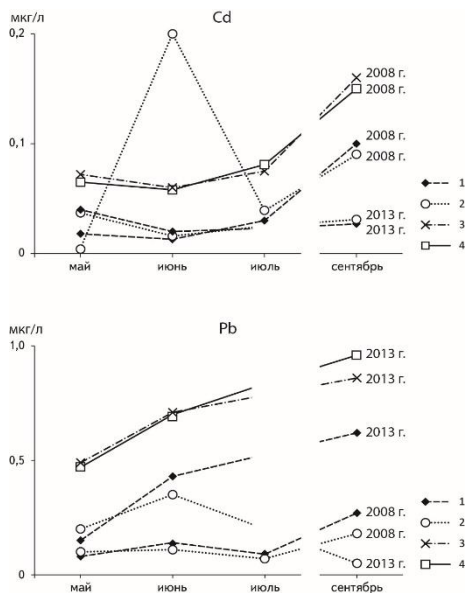 мкг/л
Cd
0,2
2008 г.
2008 г.
0,1
2008 г.
2008 г.
1
2
2013 г.
3
2013 г.
4
0
май июнь июль сентябрь
мкг/л
Pb
1,0
2013 г.
2013 г.
2013 г.
0,5
2008 г.
1
2008 г.
2
3
2013 г.
4
0
май июнь июль сентябрь